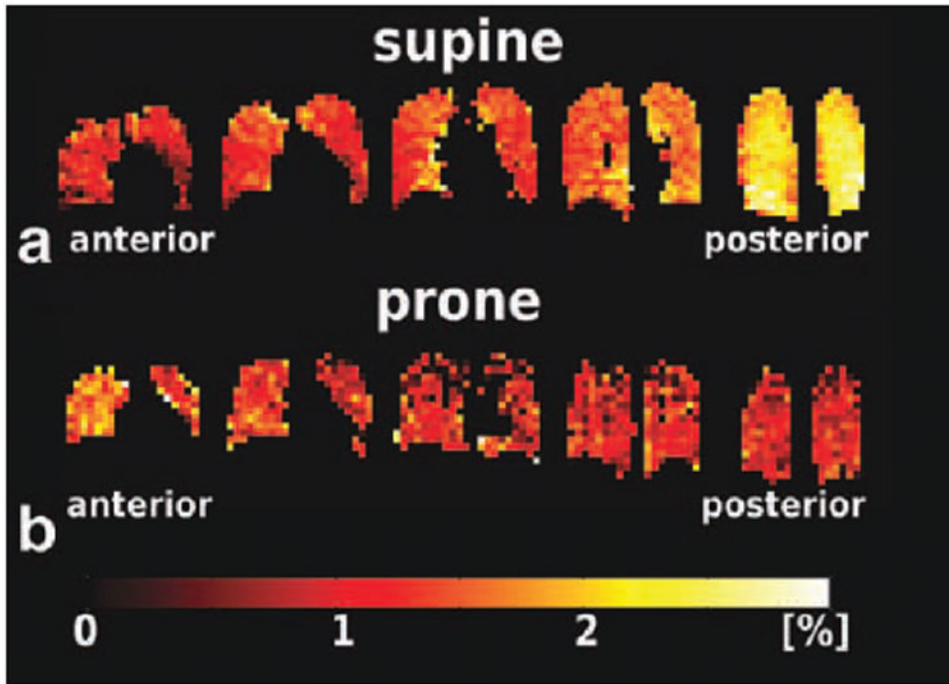 supine
a anterior posterior
prone
anterior posterior
b
0 1 2 [%]